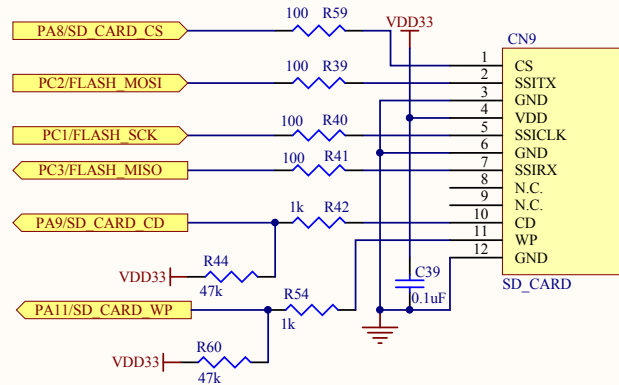 100 R59
VDD33
CN9
PA8/SD_CARD_CS
1 CS
PC2/FLASH_MOSI
100 R39
2 SSITX
3 GND
4 VDD
PC1/FLASH_SCK
100 R40
5 SSICLK
6 GND
PC3/FLASH_MISO
100 R41
7 SSIRX
8 N.C.
9 N.C.
PA9/SD_CARD_CD
1k R42
10 CD
11 WP
12 GND
VDD33
R44
47k
C39
0.1uF
SD_CARD
PA11/SD_CARD_WP
R54
1k
VDD33
R60
47k